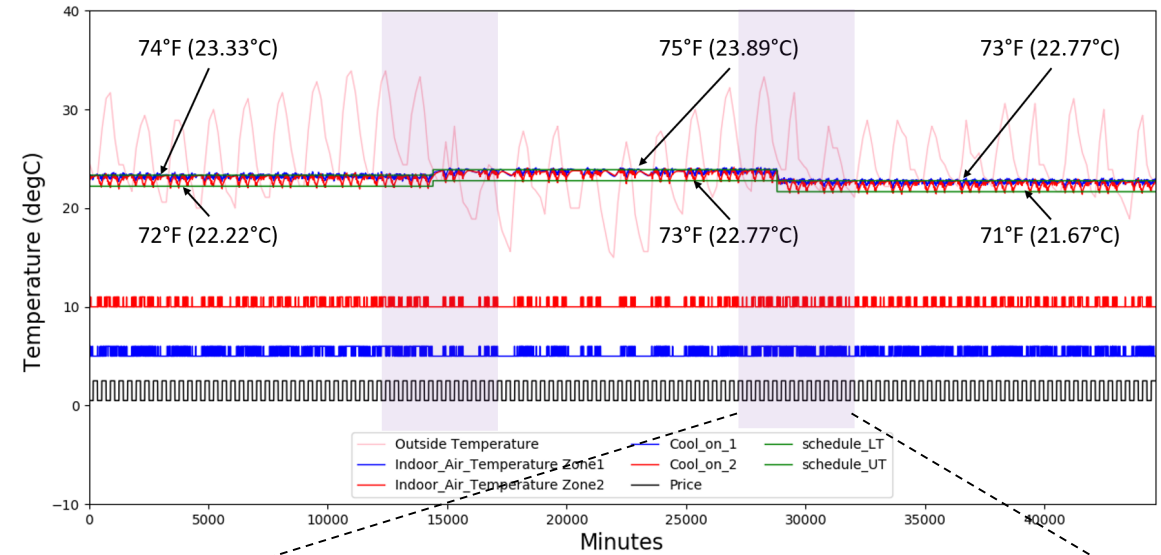 40
74°F (23.33°C)
75°F (23.89°C)
73°F (22.77°C)
30
20
72°F (22.22°C)
73°F (22.77°C)
71°F (21.67°C)
10
0
−10
Temperature (degC)
Outside Temperature
Indoor_Air_Temperature Zone1
Indoor_Air_Temperature Zone2
Cool_on_1
Cool_on_2
Price
schedule_LT
schedule_UT
0 5000 10000 15000 20000 25000 30000 35000 40000
Minutes